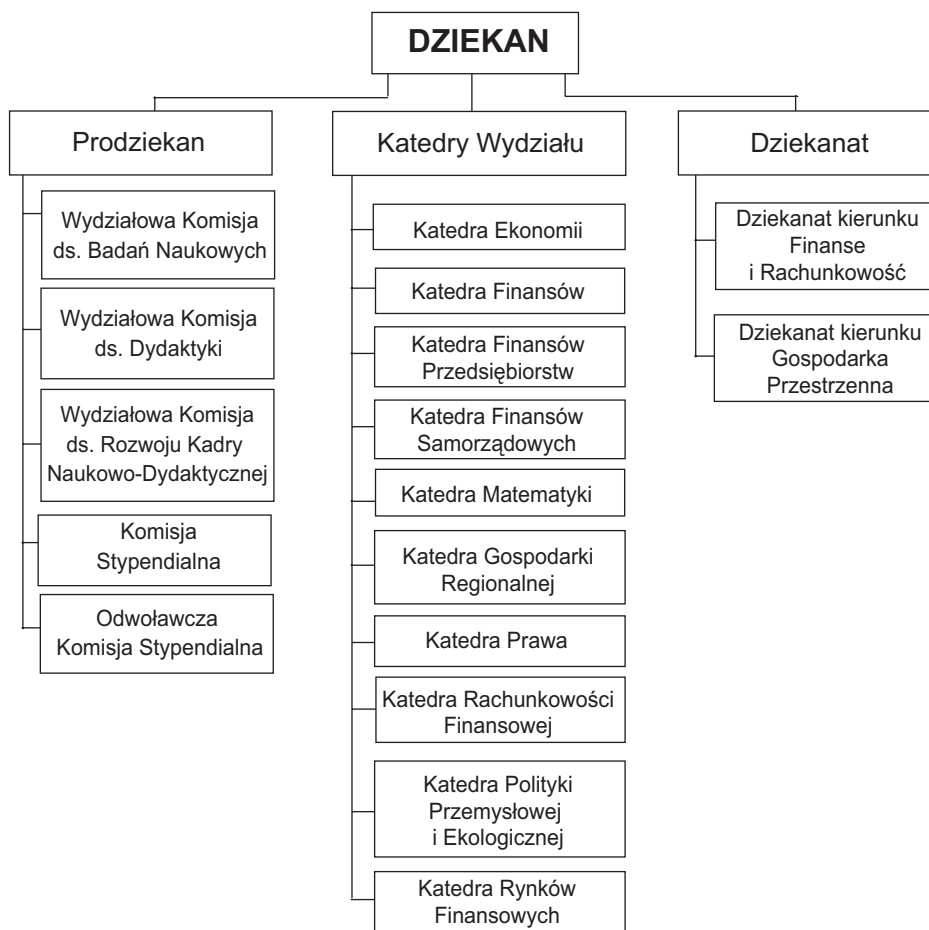 DZIEKAN
Prodziekan
Wydziałowa Komisja
ds. Badań Naukowych
Wydziałowa Komisja
ds. Dydaktyki
Wydziałowa Komisja
ds. Rozwoju Kadry
Naukowo-Dydaktycznej
Komisja
Stypendialna
Odwoławcza
Komisja Stypendialna
Katedry Wydziału
Katedra Ekonomii
Katedra Finansów
Katedra Finansów
Przedsiębiorstw
Katedra Finansów
Samorządowych
Katedra Matematyki
Katedra Gospodarki
Regionalnej
Katedra Prawa
Katedra Rachunkowości
Finansowej
Katedra Polityki
Przemysłowej
i Ekologicznej
Katedra Rynków
Finansowych
Dziekanat
Dziekanat kierunku
Finanse
i Rachunkowość
Dziekanat kierunku
Gospodarka
Przestrzenna